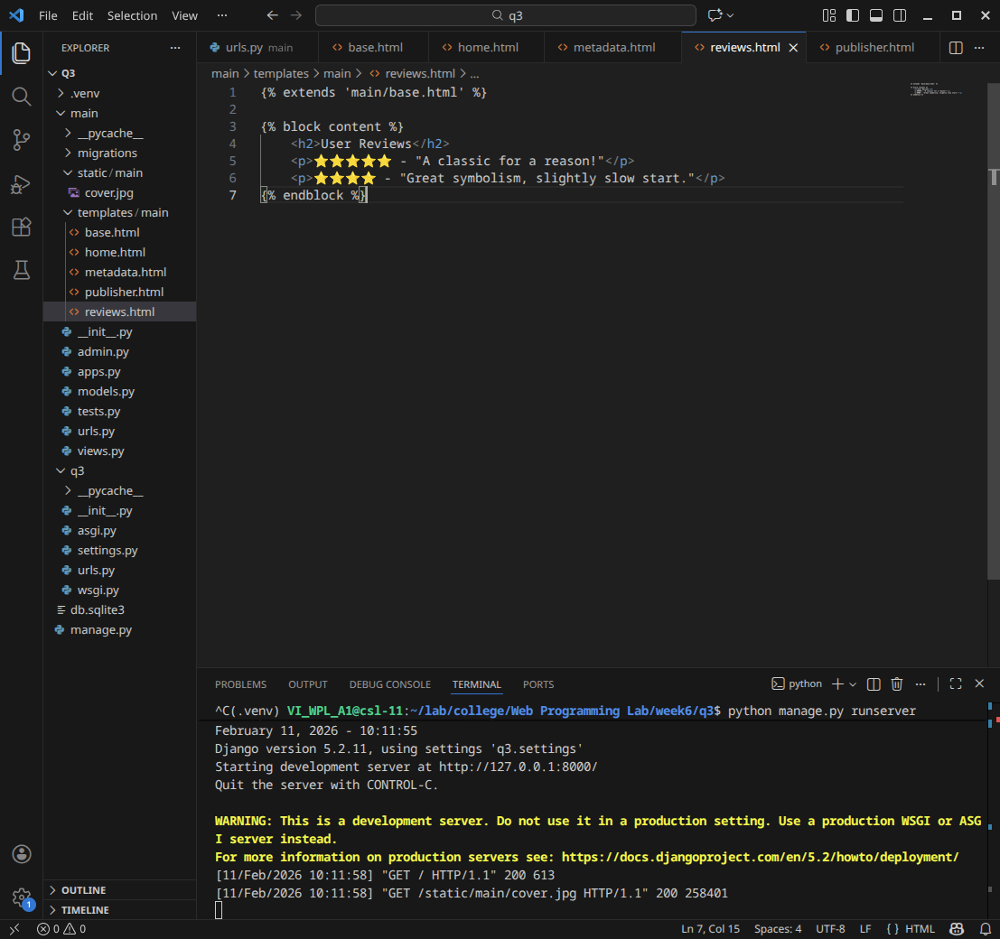 File Edit Selection View ··· q3
EXPLORER ···
Q3
.venv
main
__pycache__
migrations
static / main
cover.jpg
templates / main
base.html
home.html
metadata.html
publisher.html
reviews.html
__init__.py
admin.py
apps.py
models.py
tests.py
urls.py
views.py
q3
__pycache__
__init__.py
asgi.py
settings.py
urls.py
wsgi.py
db.sqlite3
manage.py
OUTLINE
TIMELINE
urls.py main base.html home.html metadata.html reviews.html publisher.html ···
main > templates > main > reviews.html > ...
1 {% extends 'main/base.html' %}
2
3 {% block content %}
4 <h2>User Reviews</h2>
5 <p>⭐⭐⭐⭐⭐ - "A classic for a reason!"</p>
6 <p>⭐⭐⭐⭐ - "Great symbolism, slightly slow start."</p>
7 {% endblock %}
PROBLEMS OUTPUT DEBUG CONSOLE TERMINAL PORTS python ···
^C(.venv) VI_WPL_A1@csl-11:~/lab/college/Web Programming Lab/week6/q3$ python manage.py runserver
February 11, 2026 - 10:11:55
Django version 5.2.11, using settings 'q3.settings'
Starting development server at http://127.0.0.1:8000/
Quit the server with CONTROL-C.
WARNING: This is a development server. Do not use it in a production setting. Use a production WSGI or ASG
I server instead.
For more information on production servers see: https://docs.djangoproject.com/en/5.2/howto/deployment/
[11/Feb/2026 10:11:58] "GET / HTTP/1.1" 200 613
[11/Feb/2026 10:11:58] "GET /static/main/cover.jpg HTTP/1.1" 200 258401
1
0 0 Ln 7, Col 15 Spaces: 4 UTF-8 LF { } HTML